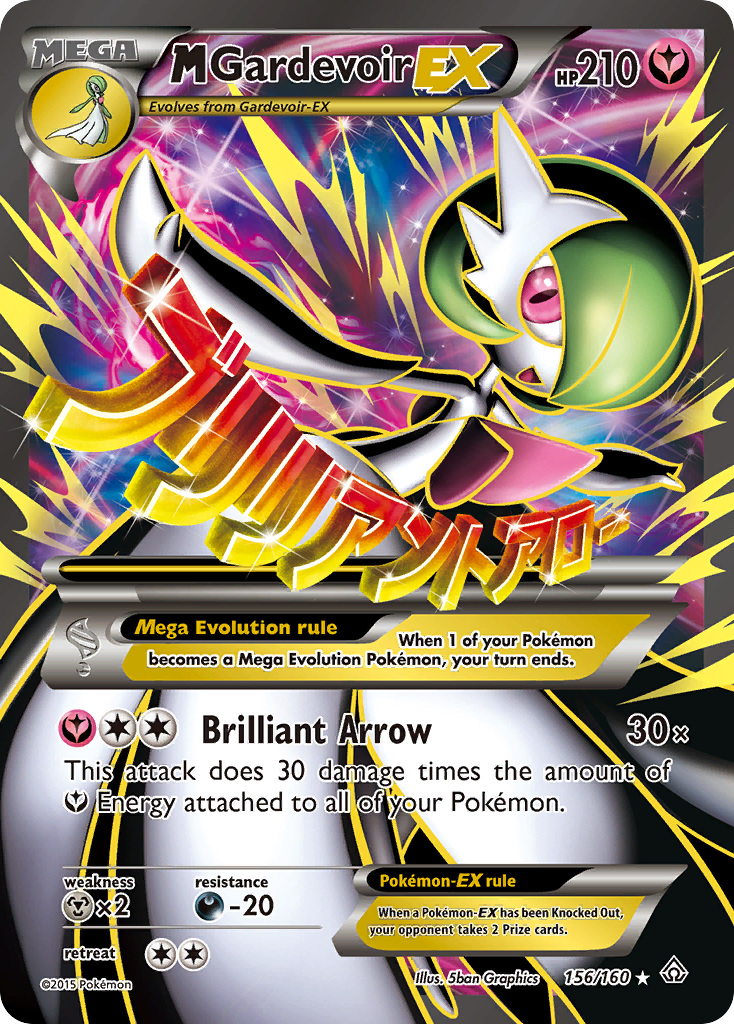 MEGA
MGardevoir EX
HP210
Evolves from Gardevoir-EX
ブリリアントアロー
Mega Evolution rule
When 1 of your Pokémon
becomes a Mega Evolution Pokémon, your turn ends.
Brilliant Arrow 30×
This attack does 30 damage times the amount of
Energy attached to all of your Pokémon.
weakness
×2
resistance
-20
retreat
Pokémon-EX rule
When a Pokémon-EX has been Knocked Out,
your opponent takes 2 Prize cards.
©2015 Pokémon
Illus. 5ban Graphics
156/160 ★